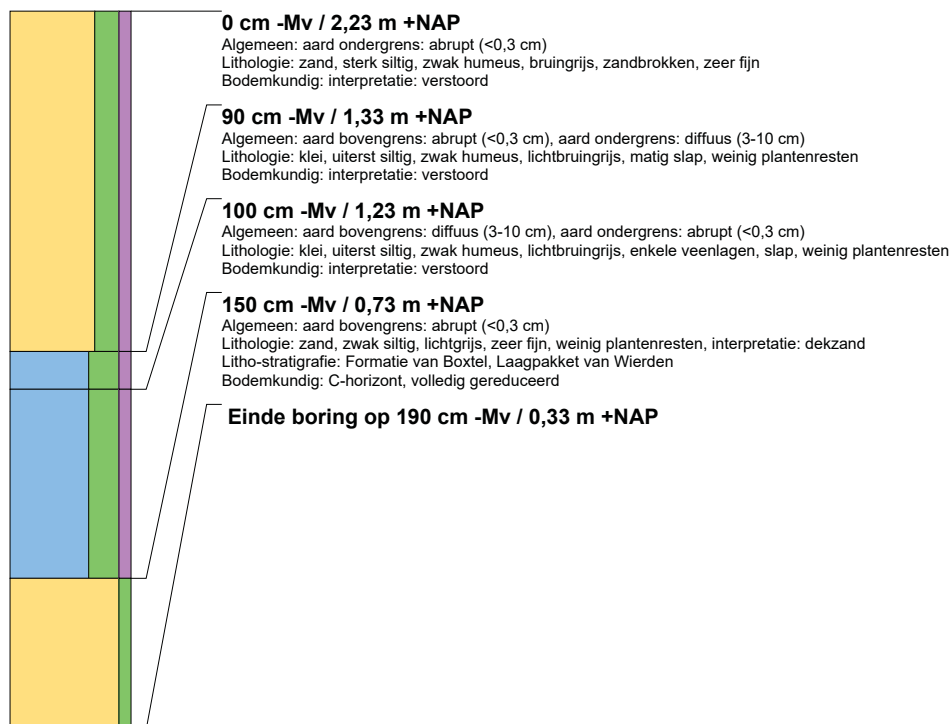 0 cm -Mv / 2,23 m +NAP
Algemeen: aard ondergrens: abrupt (<0,3 cm)
Lithologie: zand, sterk siltig, zwak humeus, bruingrijs, zandbrokken, zeer fijn
Bodemkundig: interpretatie: verstoord
90 cm -Mv / 1,33 m +NAP
Algemeen: aard bovengrens: abrupt (<0,3 cm), aard ondergrens: diffuus (3-10 cm)
Lithologie: klei, uiterst siltig, zwak humeus, lichtbruingrijs, matig slap, weinig plantenresten
Bodemkundig: interpretatie: verstoord
100 cm -Mv / 1,23 m +NAP
Algemeen: aard bovengrens: diffuus (3-10 cm), aard ondergrens: abrupt (<0,3 cm)
Lithologie: klei, uiterst siltig, zwak humeus, lichtbruingrijs, enkele veenlagen, slap, weinig plantenresten
Bodemkundig: interpretatie: verstoord
150 cm -Mv / 0,73 m +NAP
Algemeen: aard bovengrens: abrupt (<0,3 cm)
Lithologie: zand, zwak siltig, lichtgrijs, zeer fijn, weinig plantenresten, interpretatie: dekzand
Litho-stratigrafie: Formatie van Boxtel, Laagpakket van Wierden
Bodemkundig: C-horizont, volledig gereduceerd
Einde boring op 190 cm -Mv / 0,33 m +NAP